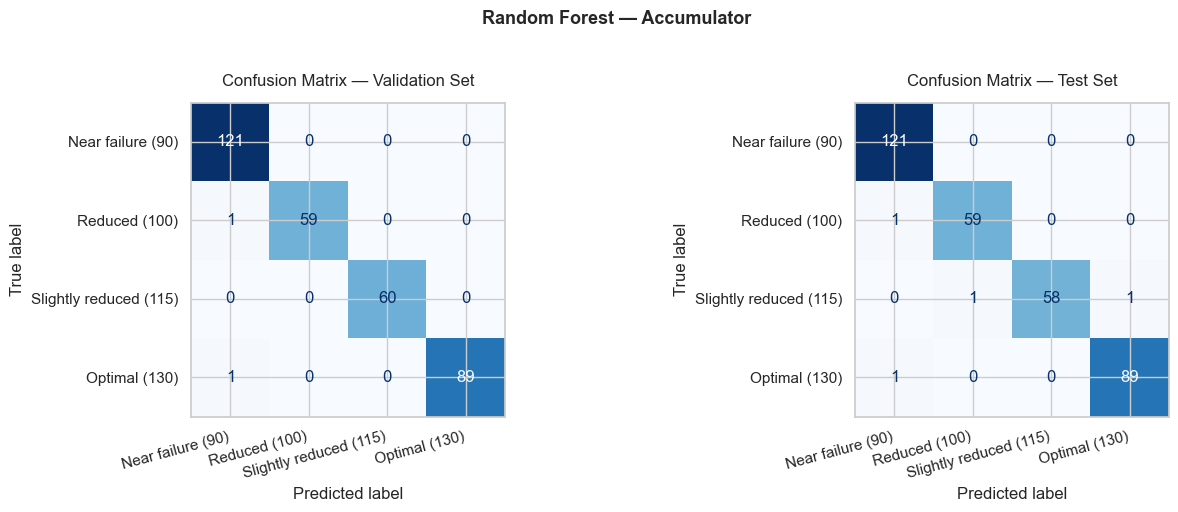 Random Forest — Accumulator
Confusion Matrix — Validation Set
True label
Near failure (90)
121 0 0 0
Reduced (100)
1 59 0 0
Slightly reduced (115)
0 0 60 0
Optimal (130)
1 0 0 89
Near failure (90)
Reduced (100)
Slightly reduced (115)
Optimal (130)
Predicted label
Confusion Matrix — Test Set
True label
Near failure (90)
121 0 0 0
Reduced (100)
1 59 0 0
Slightly reduced (115)
0 1 58 1
Optimal (130)
1 0 0 89
Near failure (90)
Reduced (100)
Slightly reduced (115)
Optimal (130)
Predicted label